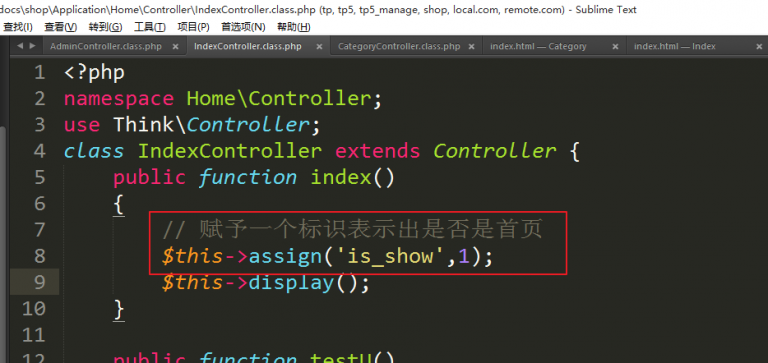 docs\shop\Application\Home\Controller\IndexController.class.php (tp, tp5, tp5_manage, shop, local.com, remote.com) - Sublime Text
查找(I) 查看(V) 转到(G) 工具(T) 项目(P) 首选项(N) 帮助(H)
AdminController.class.php × IndexController.class.php × CategoryController.class.php × index.html — Category × index.html — Index ×
1 <?php
2 namespace Home\Controller;
3 use Think\Controller;
4 class IndexController extends Controller {
5 public function index()
6 {
7 // 赋予一个标识表示出是否是首页
8 $this->assign('is_show',1);
9 $this->display();
10 }
11
12 public function testU()